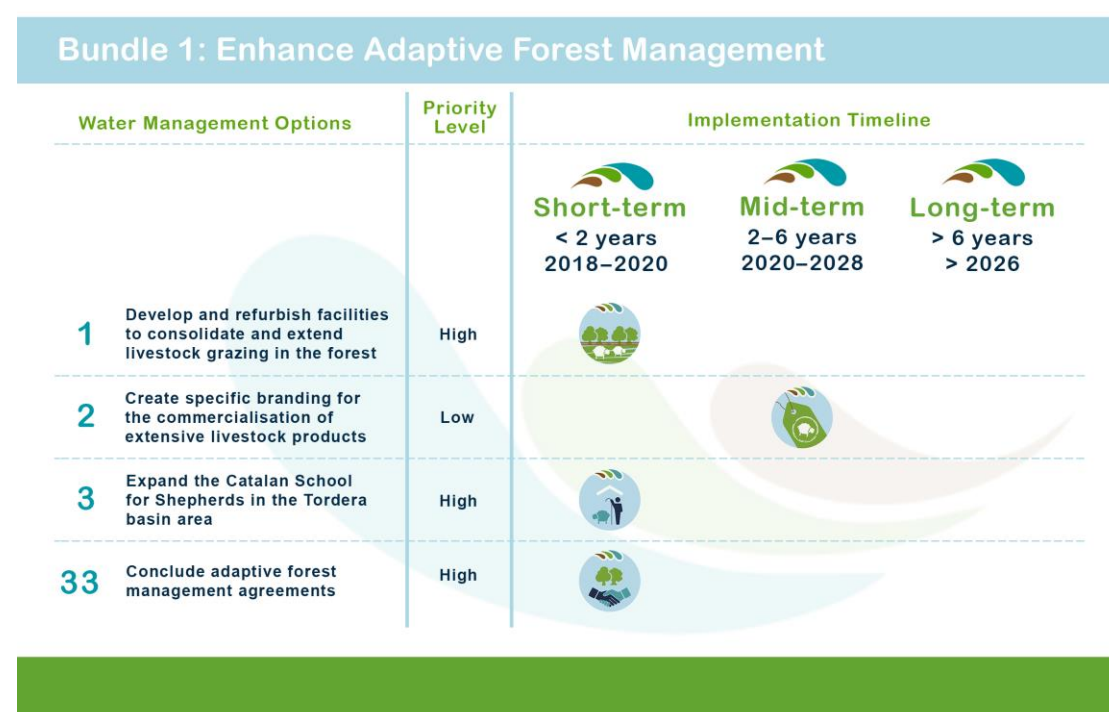 Bundle 1: Enhance Adaptive Forest Management
Water Management Options
Priority
Level
Implementation Timeline
Short-term
< 2 years
2018–2020
Mid-term
2–6 years
2020–2028
Long-term
> 6 years
> 2026
1
Develop and refurbish facilities
to consolidate and extend
livestock grazing in the forest
High
2
Create specific branding for
the commercialisation of
extensive livestock products
Low
3
Expand the Catalan School
for Shepherds in the Tordera
basin area
High
33
Conclude adaptive forest
management agreements
High